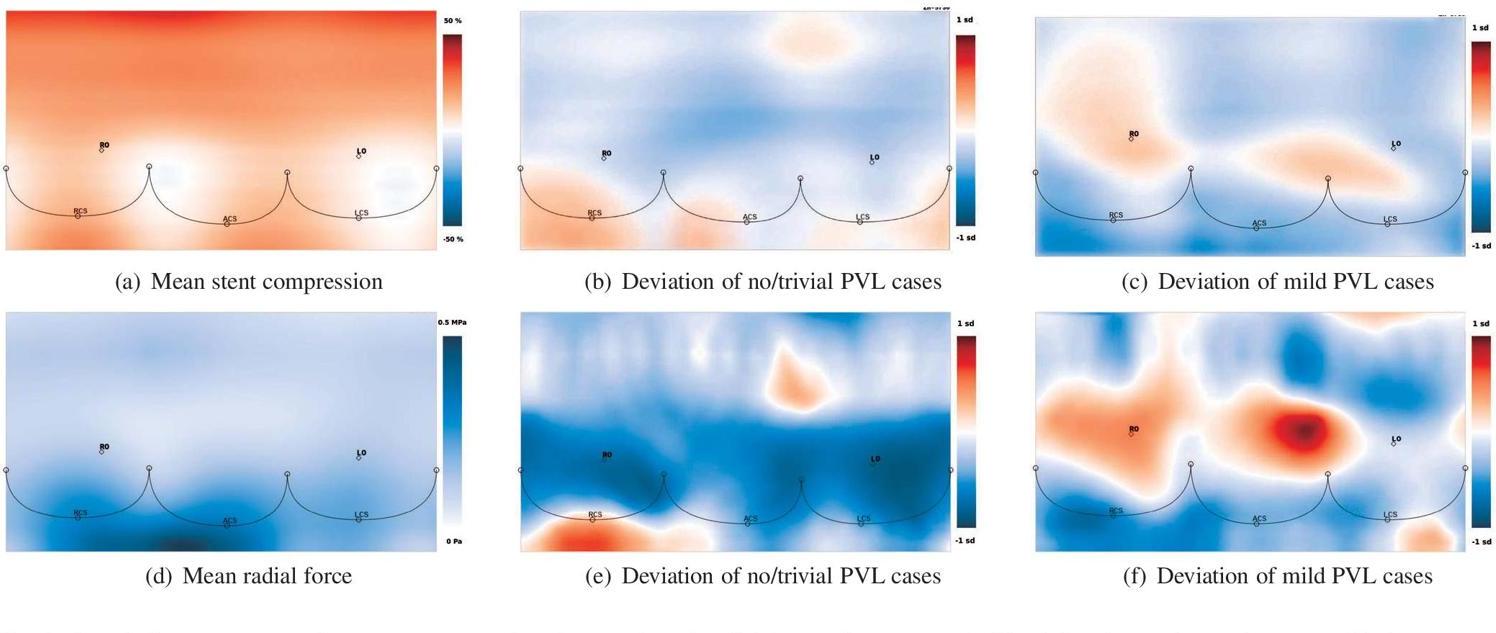 50 %
RO
LO
RCS
ACS
LCS
-50 %
(a) Mean stent compression
1 sd
RO
LO
RCS
ACS
LCS
-1 sd
(b) Deviation of no/trivial PVL cases
1 sd
RO
LO
RCS
ACS
LCS
-1 sd
(c) Deviation of mild PVL cases
0.5 MPa
RO
LO
RCS
ACS
LCS
0 Pa
(d) Mean radial force
1 sd
RO
LO
RCS
ACS
LCS
-1 sd
(e) Deviation of no/trivial PVL cases
1 sd
RO
LO
RCS
ACS
LCS
-1 sd
(f) Deviation of mild PVL cases